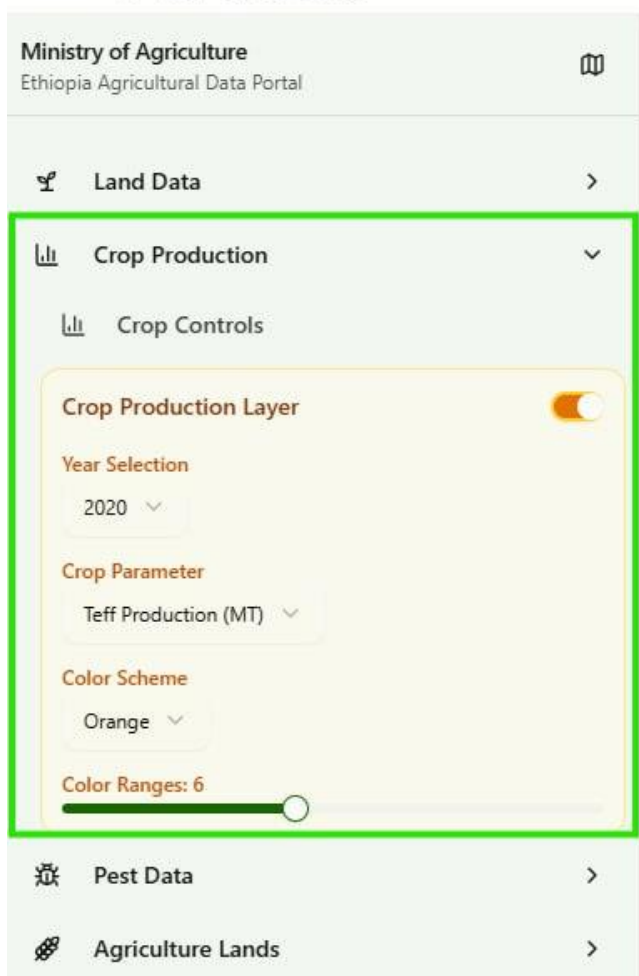 Ministry of Agriculture
Ethiopia Agricultural Data Portal
Land Data
Crop Production
Crop Controls
Crop Production Layer
Year Selection
2020
Crop Parameter
Teff Production (MT)
Color Scheme
Orange
Color Ranges: 6
Pest Data
Agriculture Lands